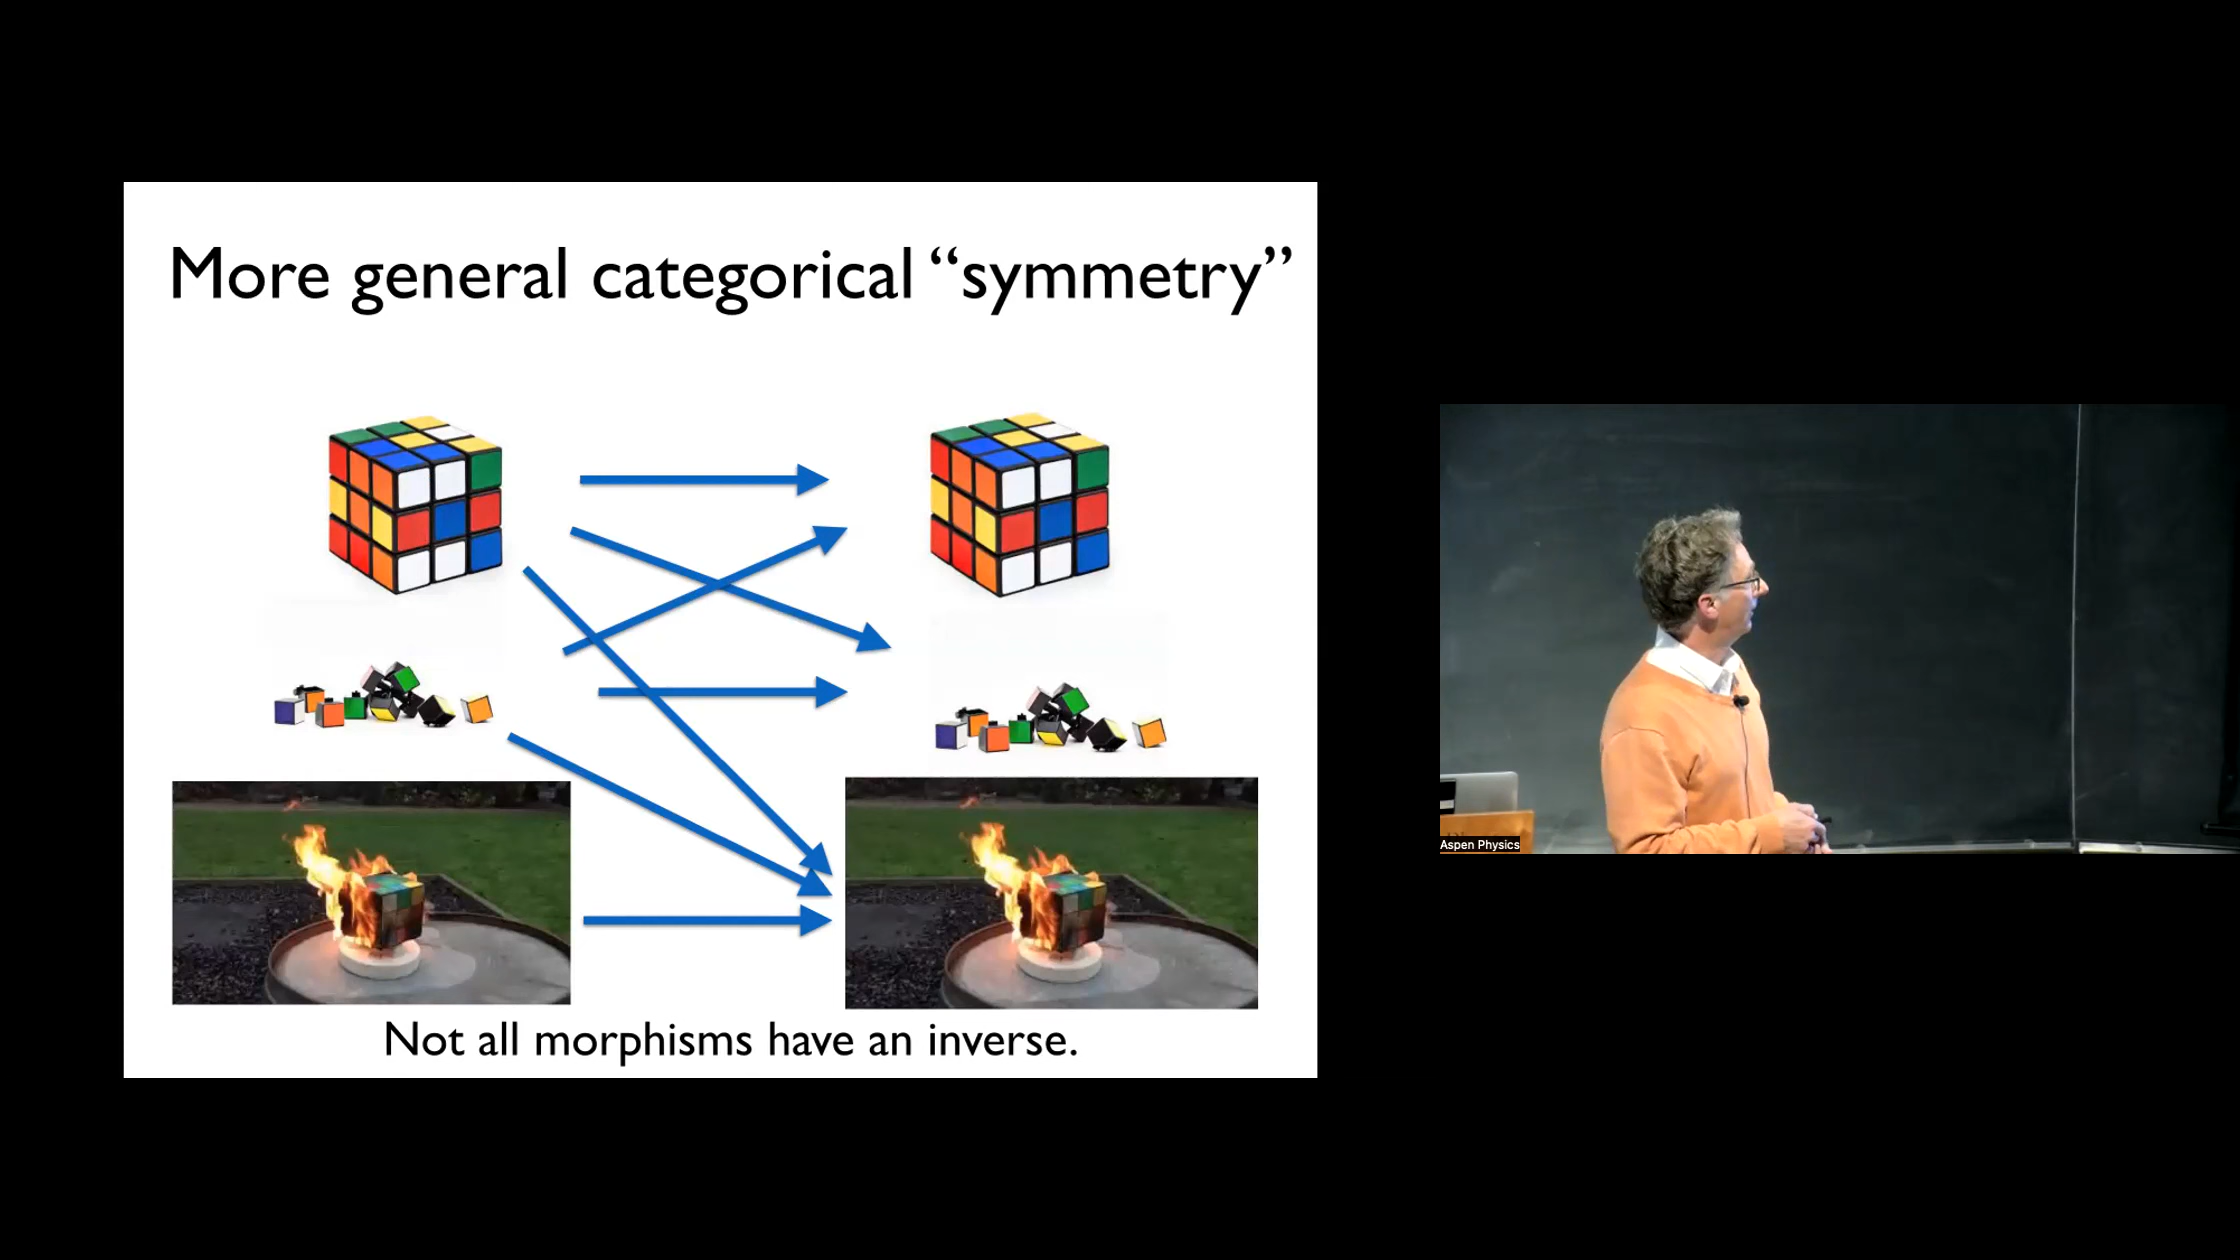 More general categorical “symmetry”
Not all morphisms have an inverse.
Aspen Physics